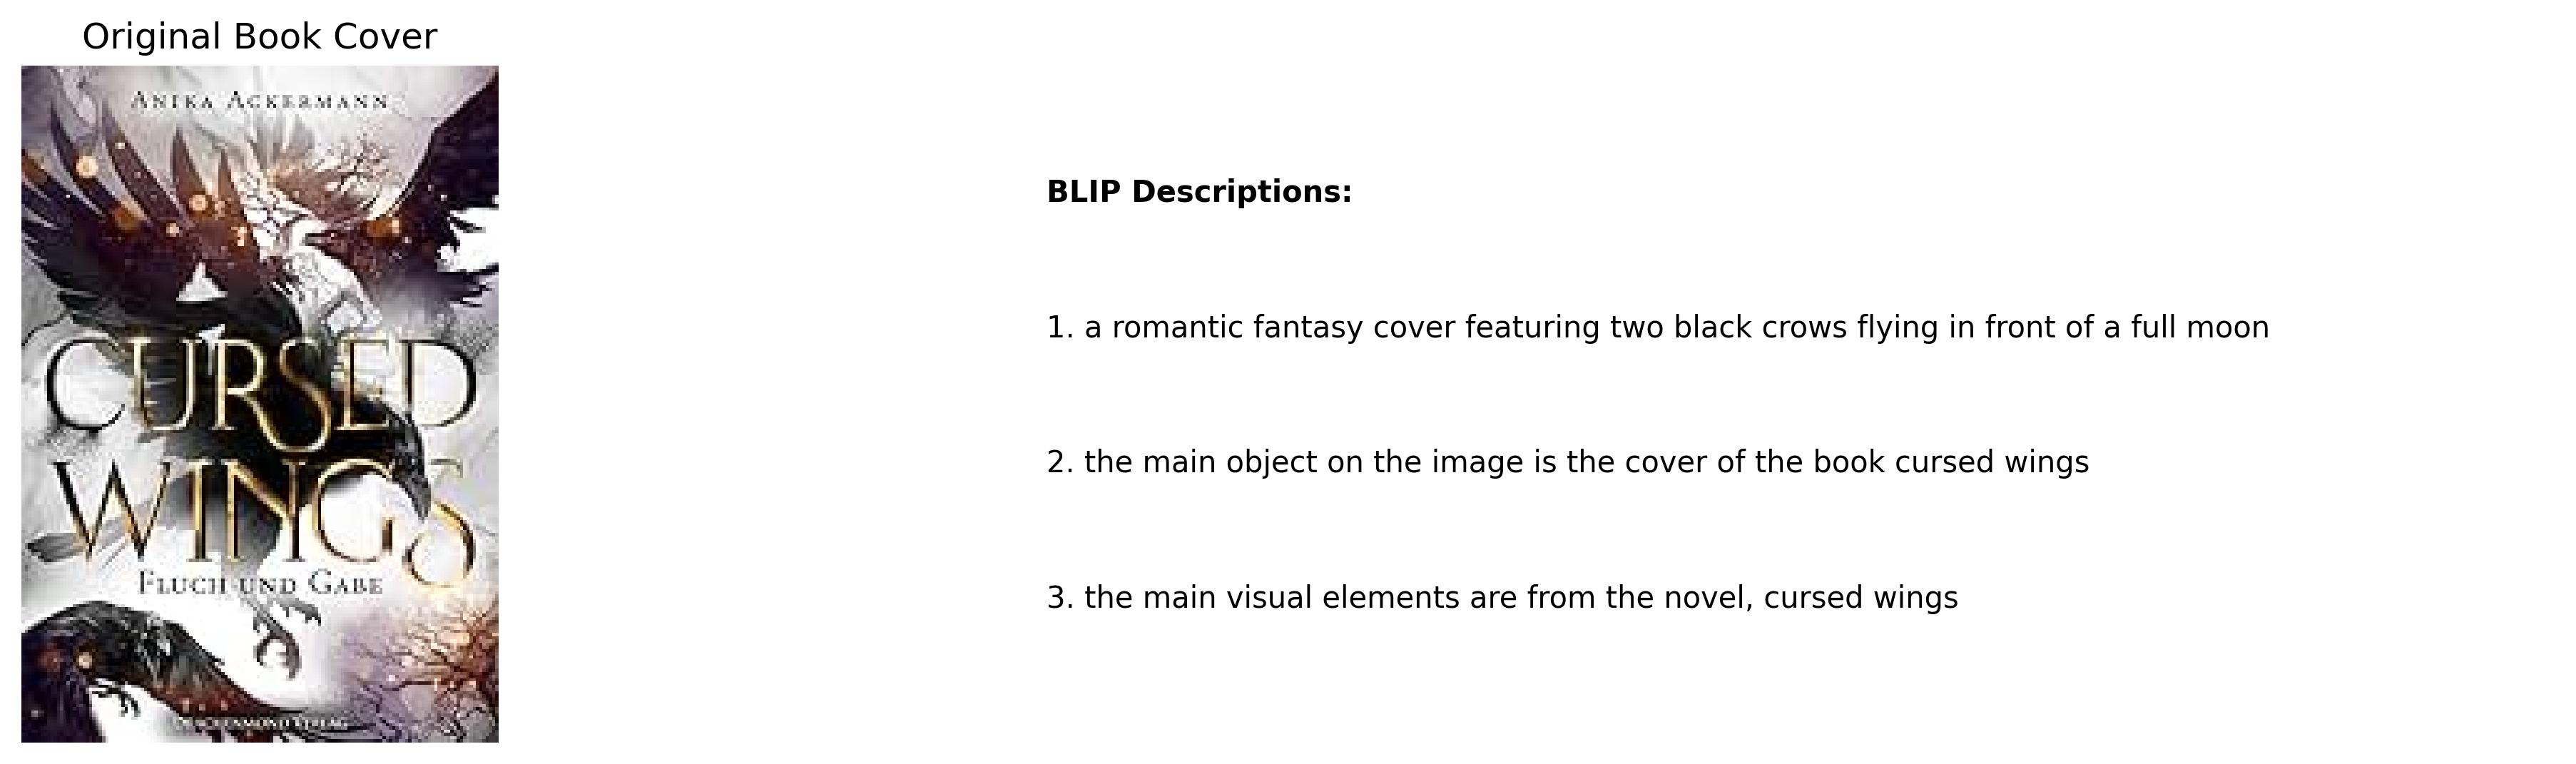 Original Book Cover
ANIKA ACKERMANN
CURSED
WINGS
FLUCH UND GABE
DRACHENMOND VERLAG
BLIP Descriptions:
1. a romantic fantasy cover featuring two black crows flying in front of a full moon
2. the main object on the image is the cover of the book cursed wings
3. the main visual elements are from the novel, cursed wings